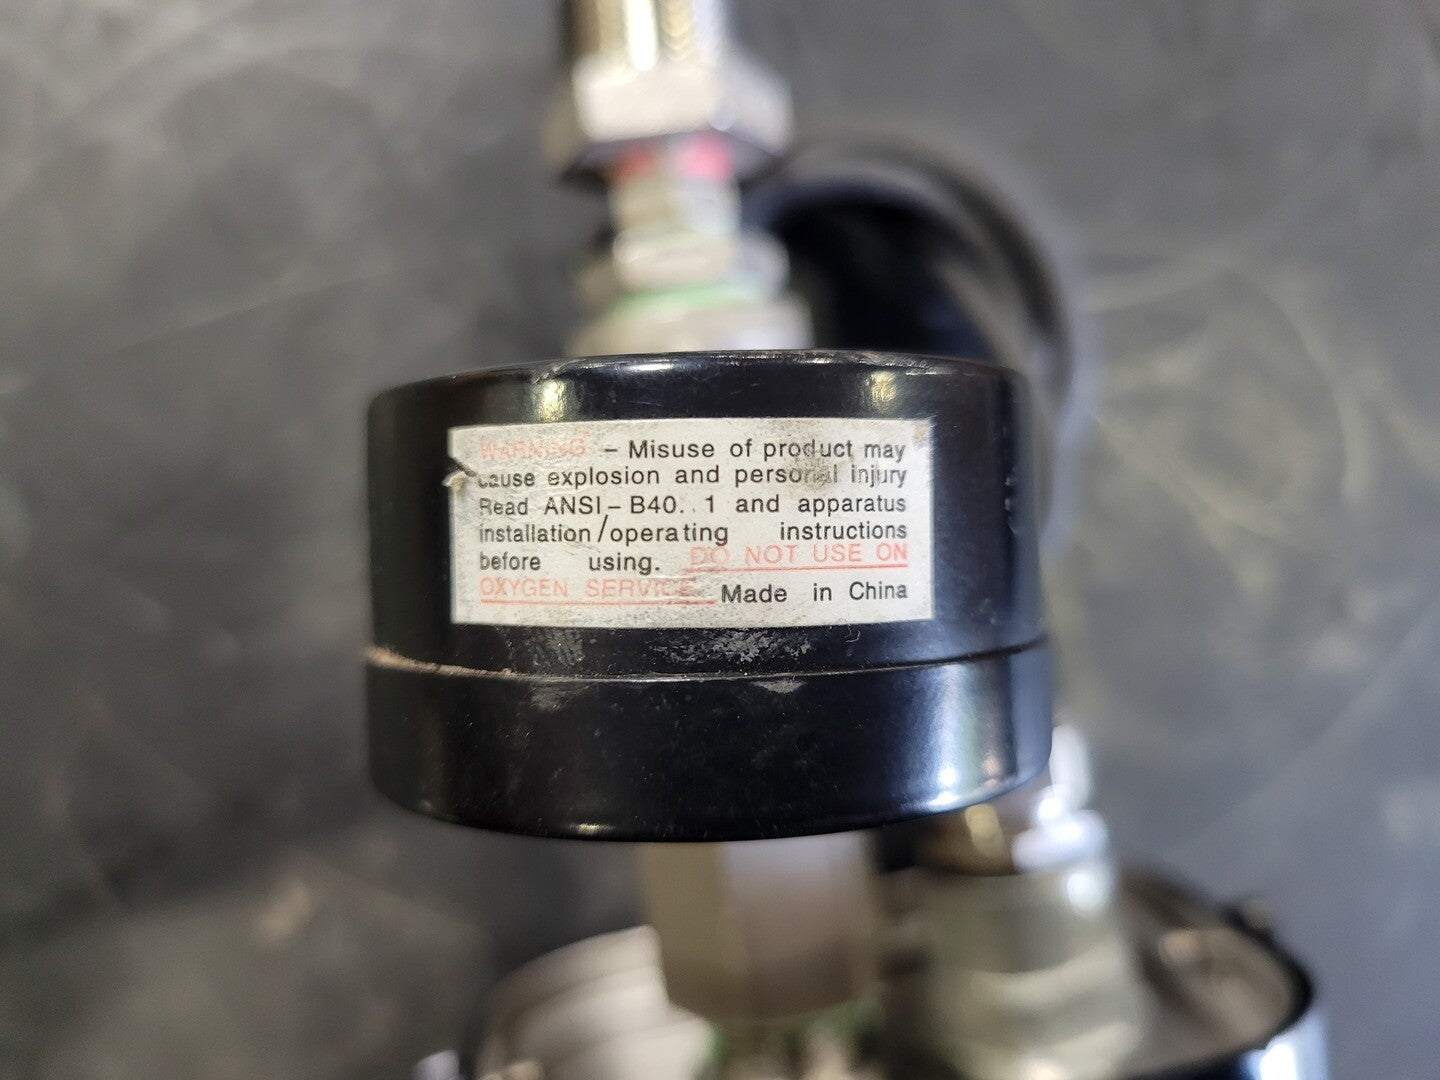 WARNING – Misuse of product may
cause explosion and personal injury
Read ANSI–B40. 1 and apparatus
installation/operating instructions
before using. DO NOT USE ON
OXYGEN SERVICE Made in China